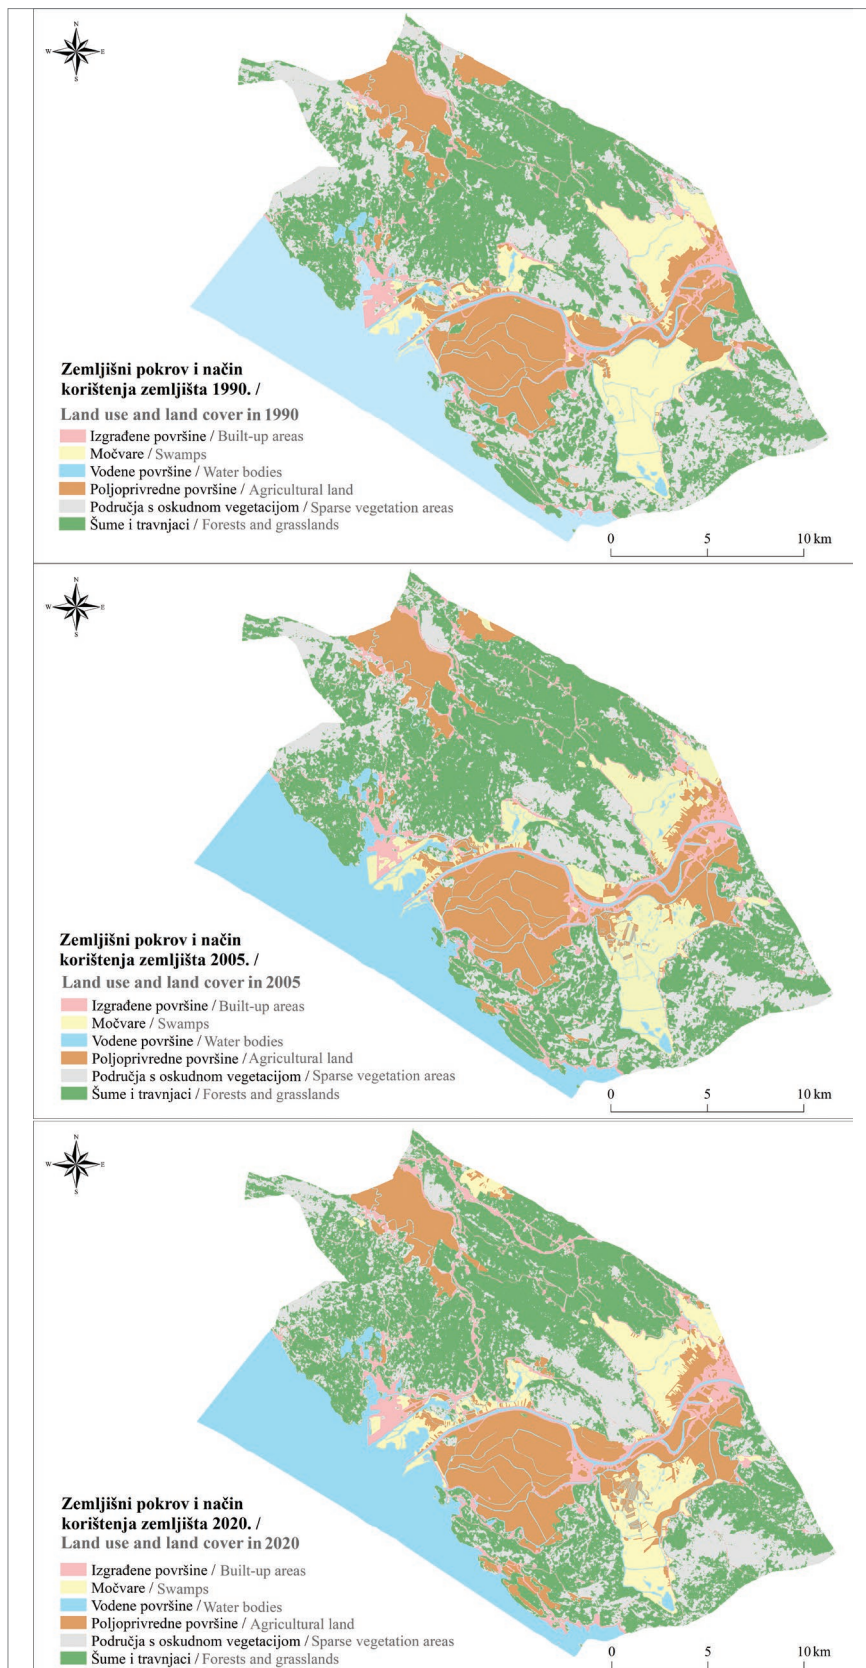 N
W E
S
Zemljišni pokrov i način
korištenja zemljišta 1990. /
Land use and land cover in 1990
Izgrađene površine / Built-up areas
Močvare / Swamps
Vodene površine / Water bodies
Poljoprivredne površine / Agricultural land
Područja s oskudnom vegetacijom / Sparse vegetation areas
Šume i travnjaci / Forests and grasslands
0 5 10 km
N
W E
S
Zemljišni pokrov i način
korištenja zemljišta 2005. /
Land use and land cover in 2005
Izgrađene površine / Built-up areas
Močvare / Swamps
Vodene površine / Water bodies
Poljoprivredne površine / Agricultural land
Područja s oskudnom vegetacijom / Sparse vegetation areas
Šume i travnjaci / Forests and grasslands
0 5 10 km
N
W E
S
Zemljišni pokrov i način
korištenja zemljišta 2020. /
Land use and land cover in 2020
Izgrađene površine / Built-up areas
Močvare / Swamps
Vodene površine / Water bodies
Poljoprivredne površine / Agricultural land
Područja s oskudnom vegetacijom / Sparse vegetation areas
Šume i travnjaci / Forests and grasslands
0 5 10 km